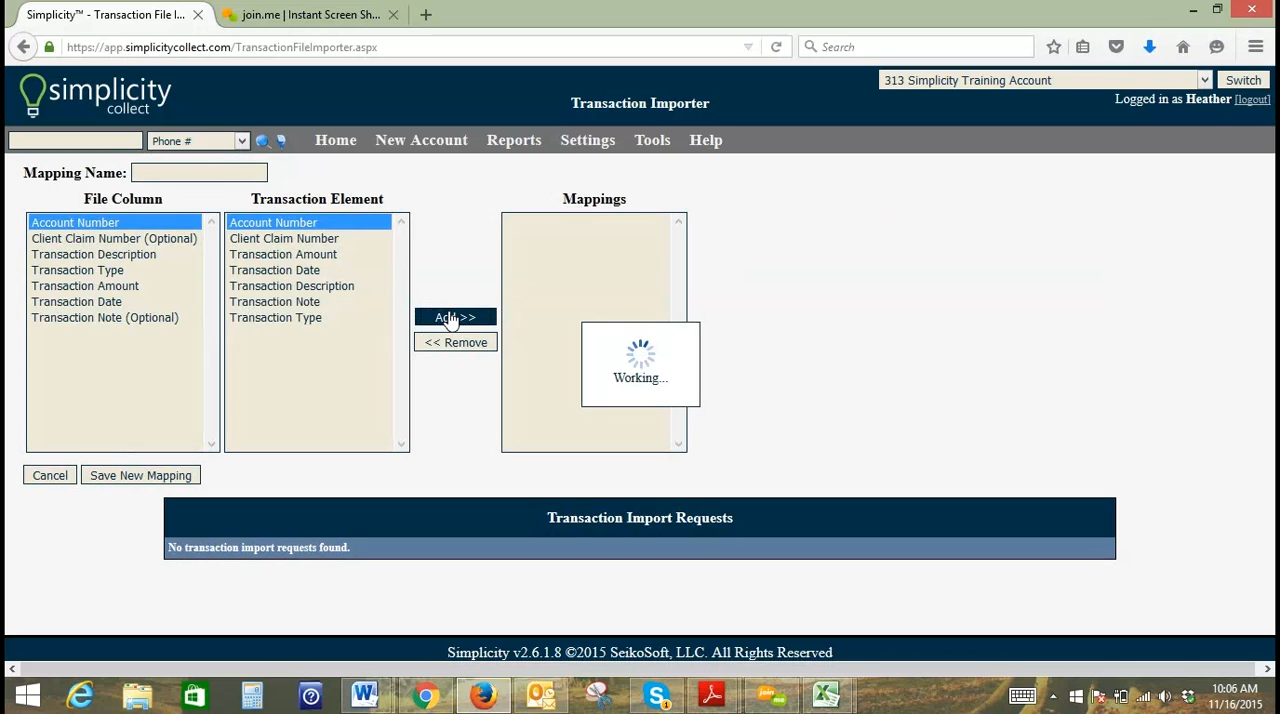 Simplicity™ - Transaction File I...
join.me | Instant Screen Sh...
https://app.simplicitycollect.com/TransactionFileImporter.aspx
Search
simplicity
collect
Transaction Importer
313 Simplicity Training Account
Switch
Logged in as Heather [logout]
Phone #
Home New Account Reports Settings Tools Help
Mapping Name:
File Column
Transaction Element
Mappings
Account Number
Client Claim Number (Optional)
Transaction Description
Transaction Type
Transaction Amount
Transaction Date
Transaction Note (Optional)
Account Number
Client Claim Number
Transaction Amount
Transaction Date
Transaction Description
Transaction Note
Transaction Type
Add >>
<< Remove
Working...
Cancel
Save New Mapping
Transaction Import Requests
No transaction import requests found.
Simplicity v2.6.1.8 ©2015 SeikoSoft, LLC. All Rights Reserved
10:06 AM
11/16/2015